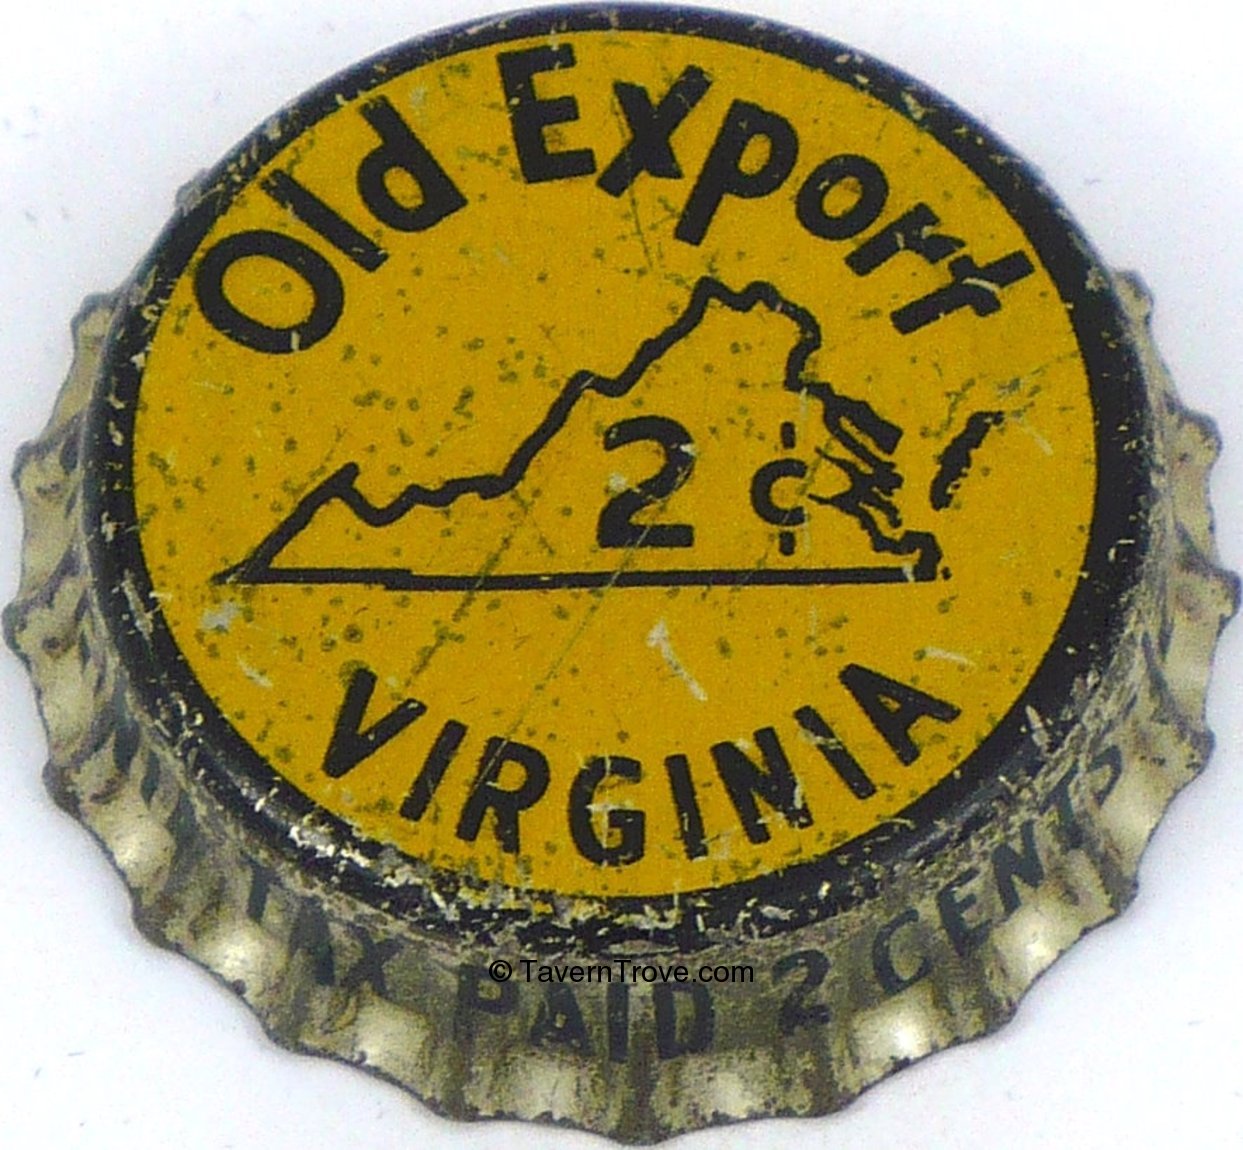 Old Export
2¢
VIRGINIA
TAX PAID 2 CENTS
© TavernTrove.com